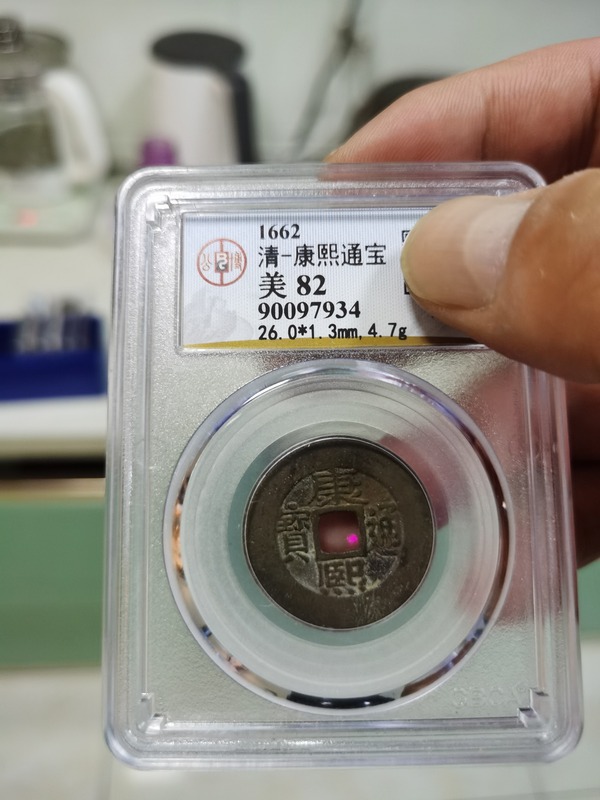 1662
清-康熙通宝
美 82
90097934
26.0*1.3mm,4.7g
康
寶 通
熙